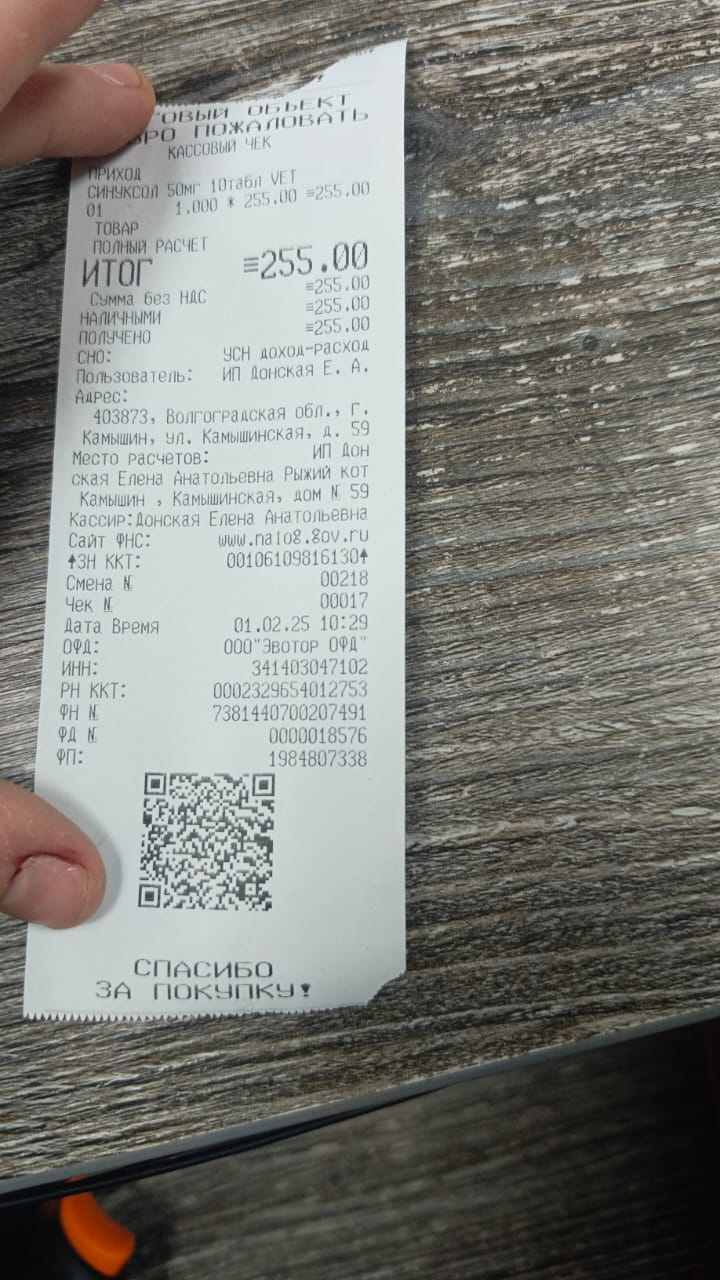 ОБЪЕКТ
ПОЖАЛОВАТЬ
КАССОВЫЙ ЧЕК
ПРИХОД
СИНУКСОЛ 50мг 10табл VET
01 1.000 * 255.00 ≡255.00
ТОВАР
ПОЛНЫЙ РАСЧЕТ
ИТОГ ≡255.00
Сумма без НДС ≡255.00
НАЛИЧНЫМИ ≡255.00
ПОЛУЧЕНО ≡255.00
СНО: УСН доход-расход
Пользователь: ИП Донская Е. А.
Адрес:
403873, Волгоградская обл., г.
Камышин, ул. Камышинская, д. 59
Место расчетов: ИП Дон
ская Елена Анатольевна Рыжий кот
Камышин , Камышинская, дом № 59
Кассир:Донская Елена Анатольевна
Сайт ФНС: www.nalog.gov.ru
↑ЗН ККТ: 00106109816130↑
Смена № 00218
Чек № 00017
Дата Время 01.02.25 10:29
ОФД: ООО"Эвотор ОФД"
ИНН: 341403047102
РН ККТ: 0002329654012753
ФН № 7381440700207491
ФД № 0000018576
ФП: 1984807338
СПАСИБО
ЗА ПОКУПКУ!